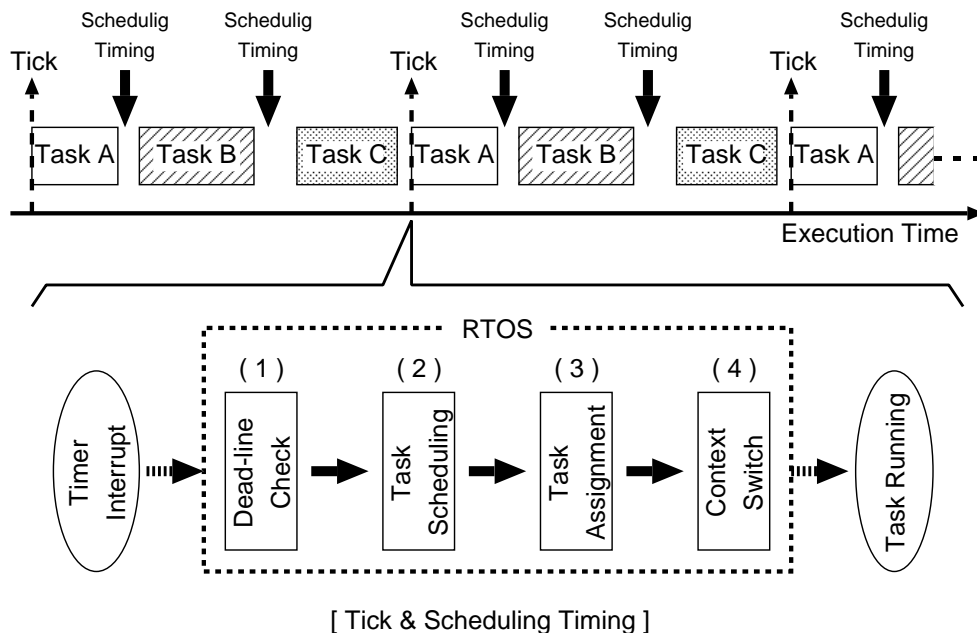 Schedulig
Timing
Schedulig
Timing
Schedulig
Timing
Schedulig
Timing
Schedulig
Timing
Tick
Tick
Tick
Task A
Task B
Task C
Task A
Task B
Task C
Task A
Execution Time
RTOS
( 1 )
( 2 )
( 3 )
( 4 )
Timer
Interrupt
Dead-line
Check
Task
Scheduling
Task
Assignment
Context
Switch
Task Running
[ Tick & Scheduling Timing ]